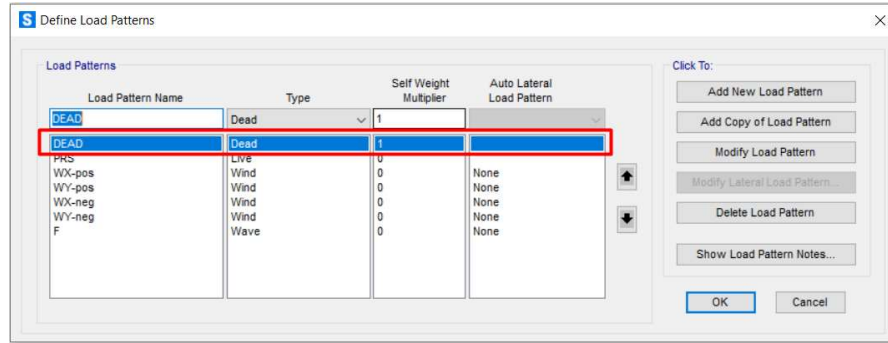 S Define Load Patterns
Load Patterns
Click To:
Load Pattern Name Type Self Weight Multiplier Auto Lateral Load Pattern
DEAD Dead 1
DEAD Dead 1
PRS Live 0
WX-pos Wind 0 None
WY-pos Wind 0 None
WX-neg Wind 0 None
WY-neg Wind 0 None
F Wave 0 None
Add New Load Pattern
Add Copy of Load Pattern
Modify Load Pattern
Modify Lateral Load Pattern...
Delete Load Pattern
Show Load Pattern Notes...
OK
Cancel